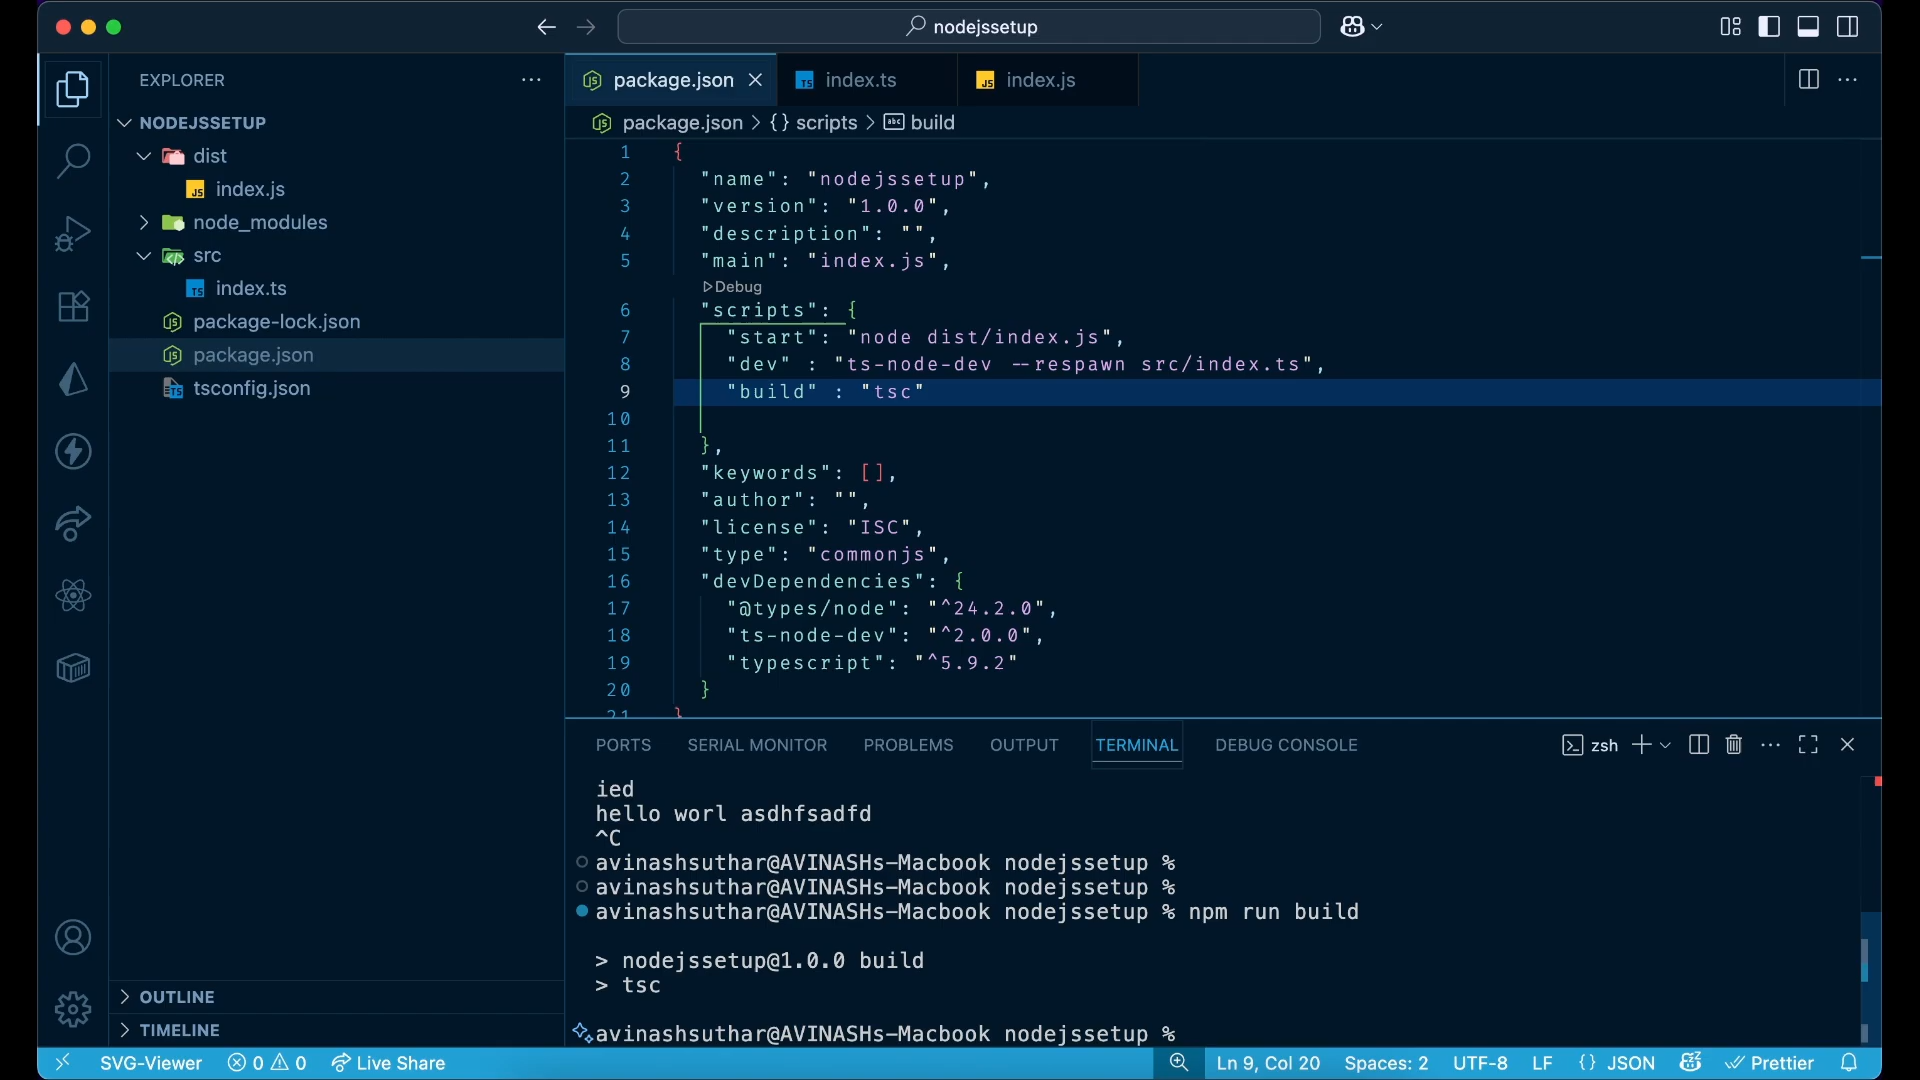 nodejssetup
EXPLORER
NODEJSSETUP
dist
index.js
node_modules
src
index.ts
package-lock.json
package.json
tsconfig.json
OUTLINE
TIMELINE
package.json
index.ts
index.js
package.json > {} scripts > build
1 {
2 "name": "nodejssetup",
3 "version": "1.0.0",
4 "description": "",
5 "main": "index.js",
Debug
6 "scripts": {
7 "start": "node dist/index.js",
8 "dev" : "ts-node-dev --respawn src/index.ts",
9 "build" : "tsc"
10
11 },
12 "keywords": [],
13 "author": "",
14 "license": "ISC",
15 "type": "commonjs",
16 "devDependencies": {
17 "@types/node": "^24.2.0",
18 "ts-node-dev": "^2.0.0",
19 "typescript": "^5.9.2"
20 }
21 }
PORTS SERIAL MONITOR PROBLEMS OUTPUT TERMINAL DEBUG CONSOLE
zsh
ied
hello worl asdhfsadfd
^C
avinashsuthar@AVINASHs-Macbook nodejssetup %
avinashsuthar@AVINASHs-Macbook nodejssetup %
avinashsuthar@AVINASHs-Macbook nodejssetup % npm run build
> nodejssetup@1.0.0 build
> tsc
avinashsuthar@AVINASHs-Macbook nodejssetup %
SVG-Viewer 0 0 Live Share Ln 9, Col 20 Spaces: 2 UTF-8 LF {} JSON Prettier